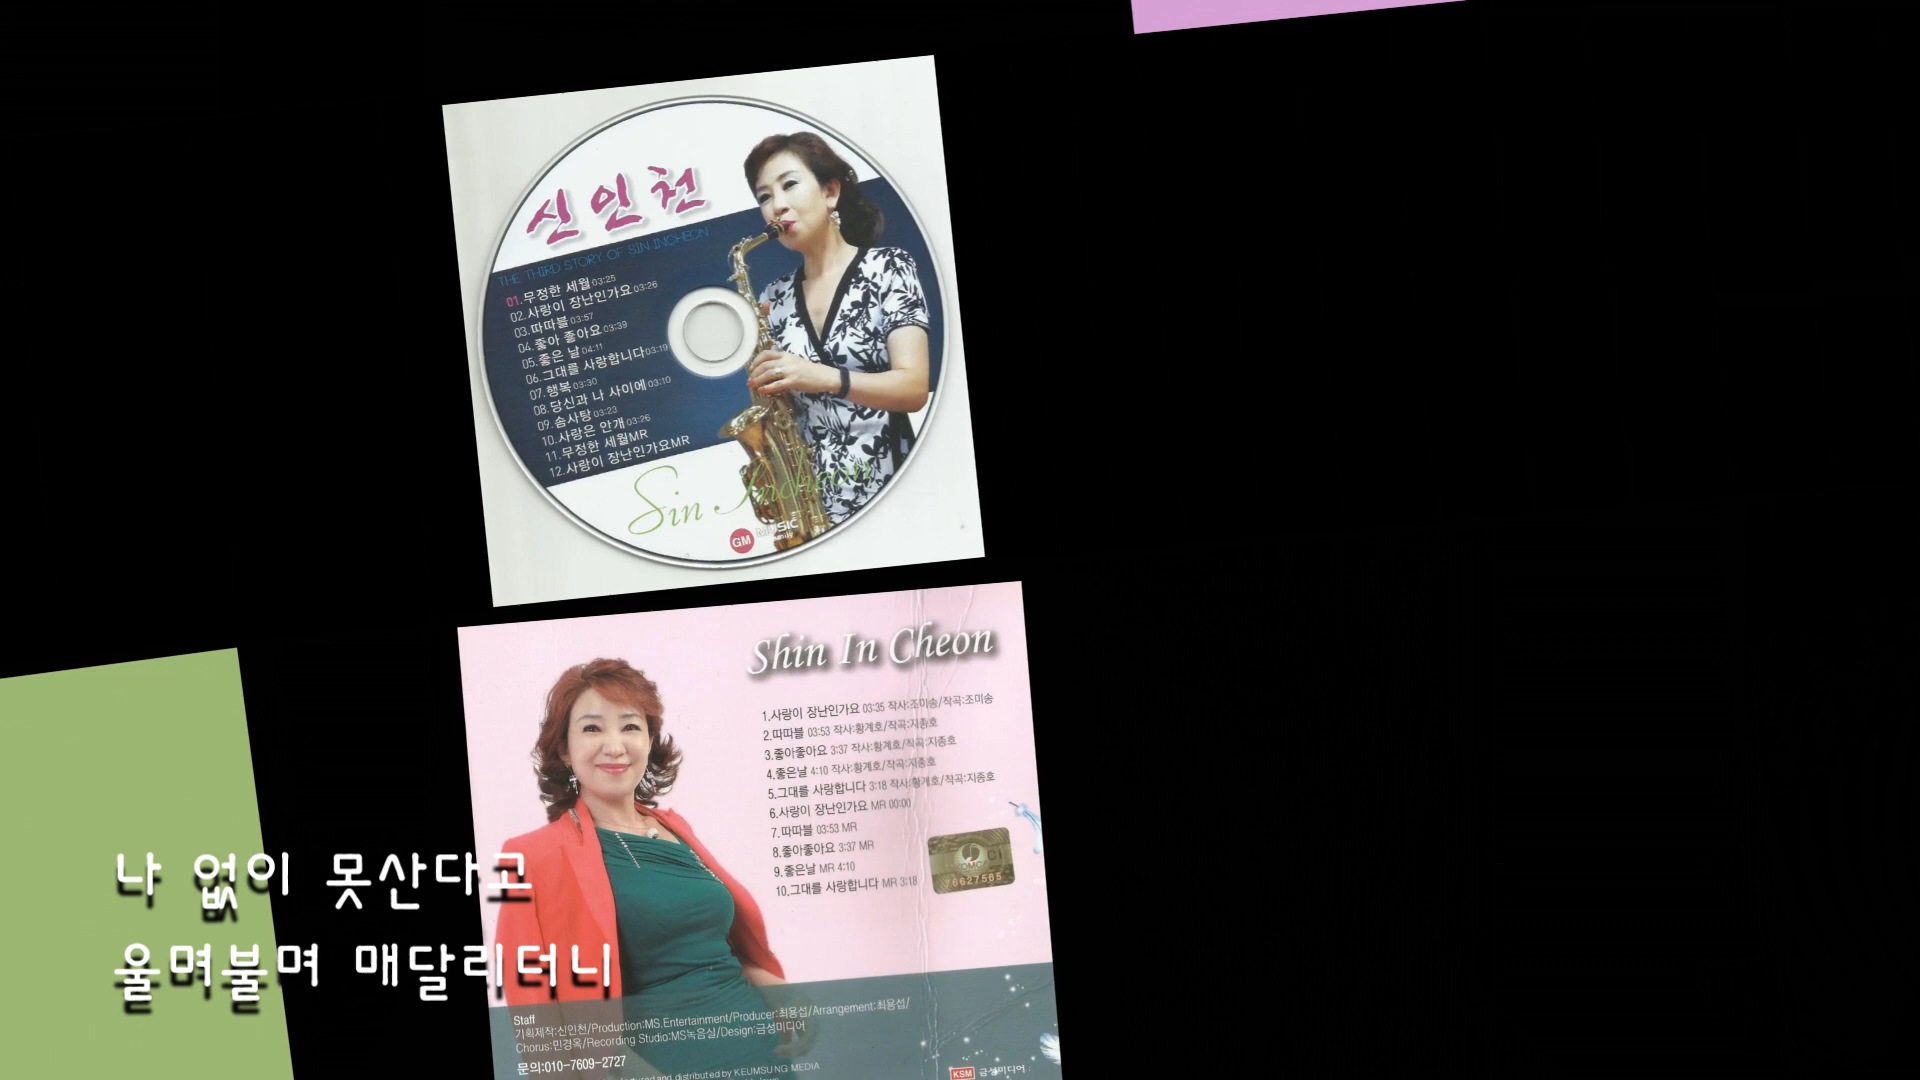 신인천
THE THIRD STORY OF SIN INCHEON
01.무정한 세월 03:25
02.사랑이 장난인가요 03:26
03.따따블 03:57
04.좋아 좋아요 03:39
05.좋은 날 04:11
06.그대를 사랑합니다 03:19
07.행복 03:30
08.당신과 나 사이에 03:10
09.솜사탕 03:23
10.사랑은 안개 03:26
11.무정한 세월MR
12.사랑이 장난인가요MR
Sin Incheon
GM MUSIC
Shin In Cheon
1.사랑이 장난인가요 03:35 작사:조미송/작곡:조미송
2.따따블 03:53 작사:황계호/작곡:지종호
3.좋아좋아요 3:37 작사:황계호/작곡:지종호
4.좋은날 4:10 작사:황계호/작곡:지종호
5.그대를 사랑합니다 3:18 작사:황계호/작곡:지종호
6.사랑이 장난인가요 MR 00:00
7.따따블 03:53 MR
8.좋아좋아요 3:37 MR
9.좋은날 MR 4:10
10.그대를 사랑합니다 MR 3:18
76627565
나 없이 못산다고
울며불며 매달리더니
Staff
기획제작:신인천/Production:MS.Entertainment/Producer:최용섭/Arrangement:최용섭/
Chorus:민경옥/Recording Studio:MS녹음실/Design:금성미디어
문의:010-7609-2727
and distributed by KEUMSUNG MEDIA
KSM 금성미디어